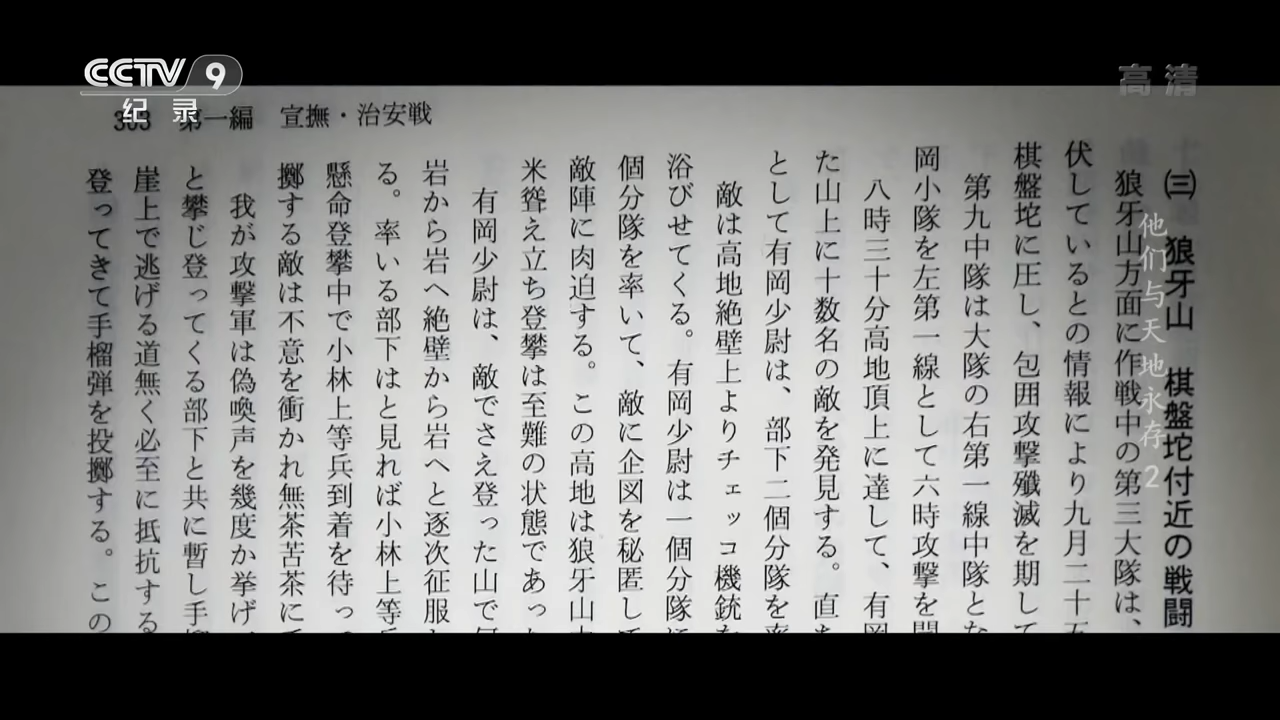 CCTV 9
纪录
高清
他们与天地永存 2
303 第一編 宣撫・治安戦
㈢ 狼牙山 棋盤坨付近の戦闘
狼牙山方面に作戦中の第三大隊は、
伏しているとの情報により九月二十五
棋盤坨に圧し、包囲攻撃殲滅を期して
第九中隊は大隊の右第一線中隊とな
岡小隊を左第一線として六時攻撃を開
八時三十分高地頂上に達して、有岡
た山上に十数名の敵を発見する。直ち
として有岡少尉は、部下二個分隊を率
敵は高地絶壁上よりチェッコ機銃を
浴びせてくる。有岡少尉は一個分隊に
個分隊を率いて、敵に企図を秘匿して
敵陣に肉迫する。この高地は狼牙山
米聳え立ち登攀は至難の状態であっ
有岡少尉は、敵でさえ登った山で
岩から岩へ絶壁から岩へと逐次征服
る。率いる部下はと見れば小林上等
懸命登攀中で小林上等兵到着を待っ
擲する敵は不意を衝かれ無茶苦茶に
我が攻撃軍は偽喚声を幾度か挙げ、
と攀じ登ってくる部下と共に暫し手
崖上で逃げる道無く必至に抵抗する
登ってきて手榴弾を投擲する。この